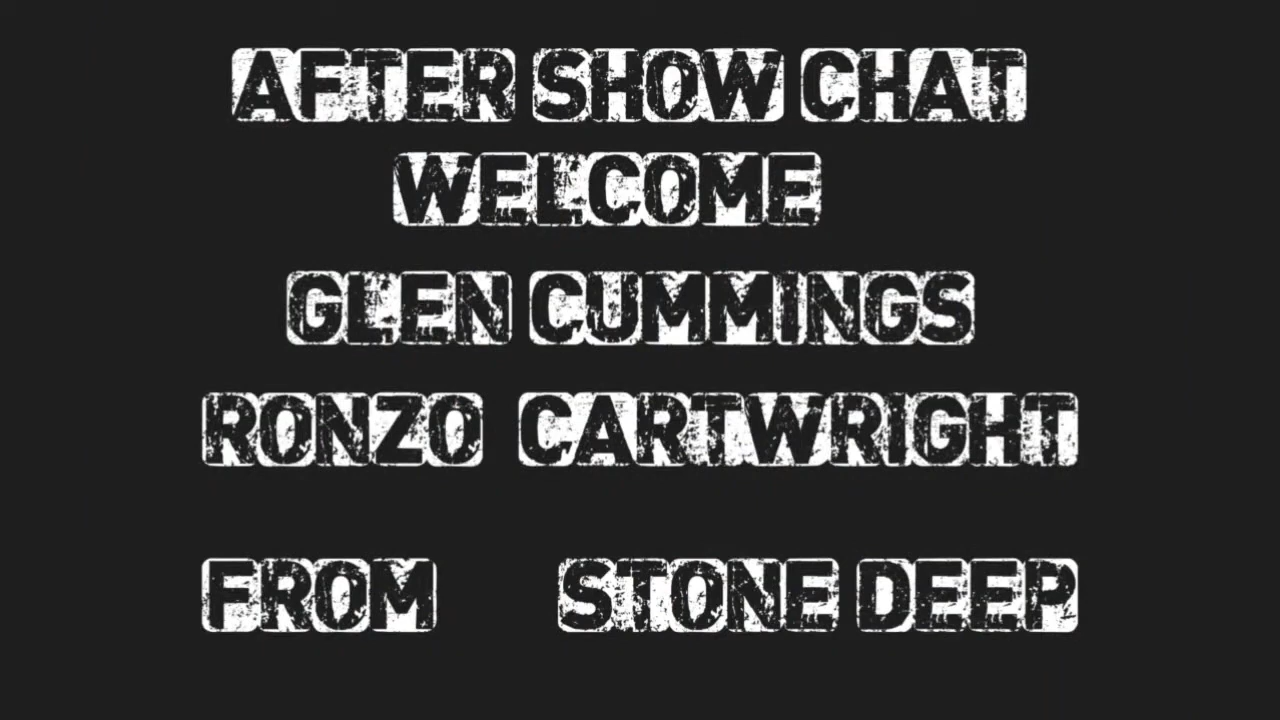 AFTER SHOW CHAT
WELCOME
GLEN CUMMINGS
RONZO CARTWRIGHT
FROM STONE DEEP